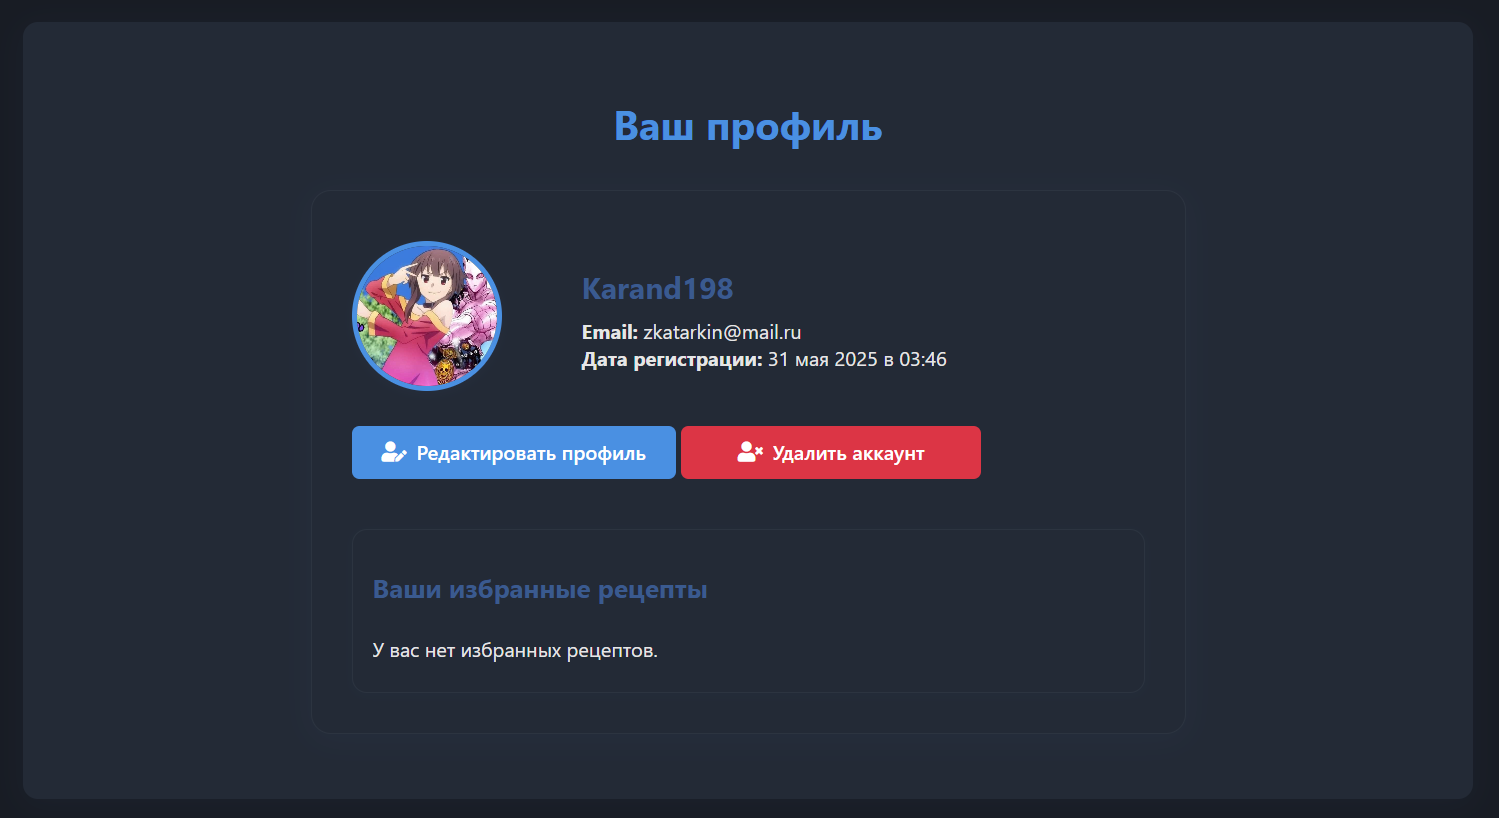 Ваш профиль
Karand198
Email: zkatarkin@mail.ru
Дата регистрации: 31 мая 2025 в 03:46
Редактировать профиль
Удалить аккаунт
Ваши избранные рецепты
У вас нет избранных рецептов.